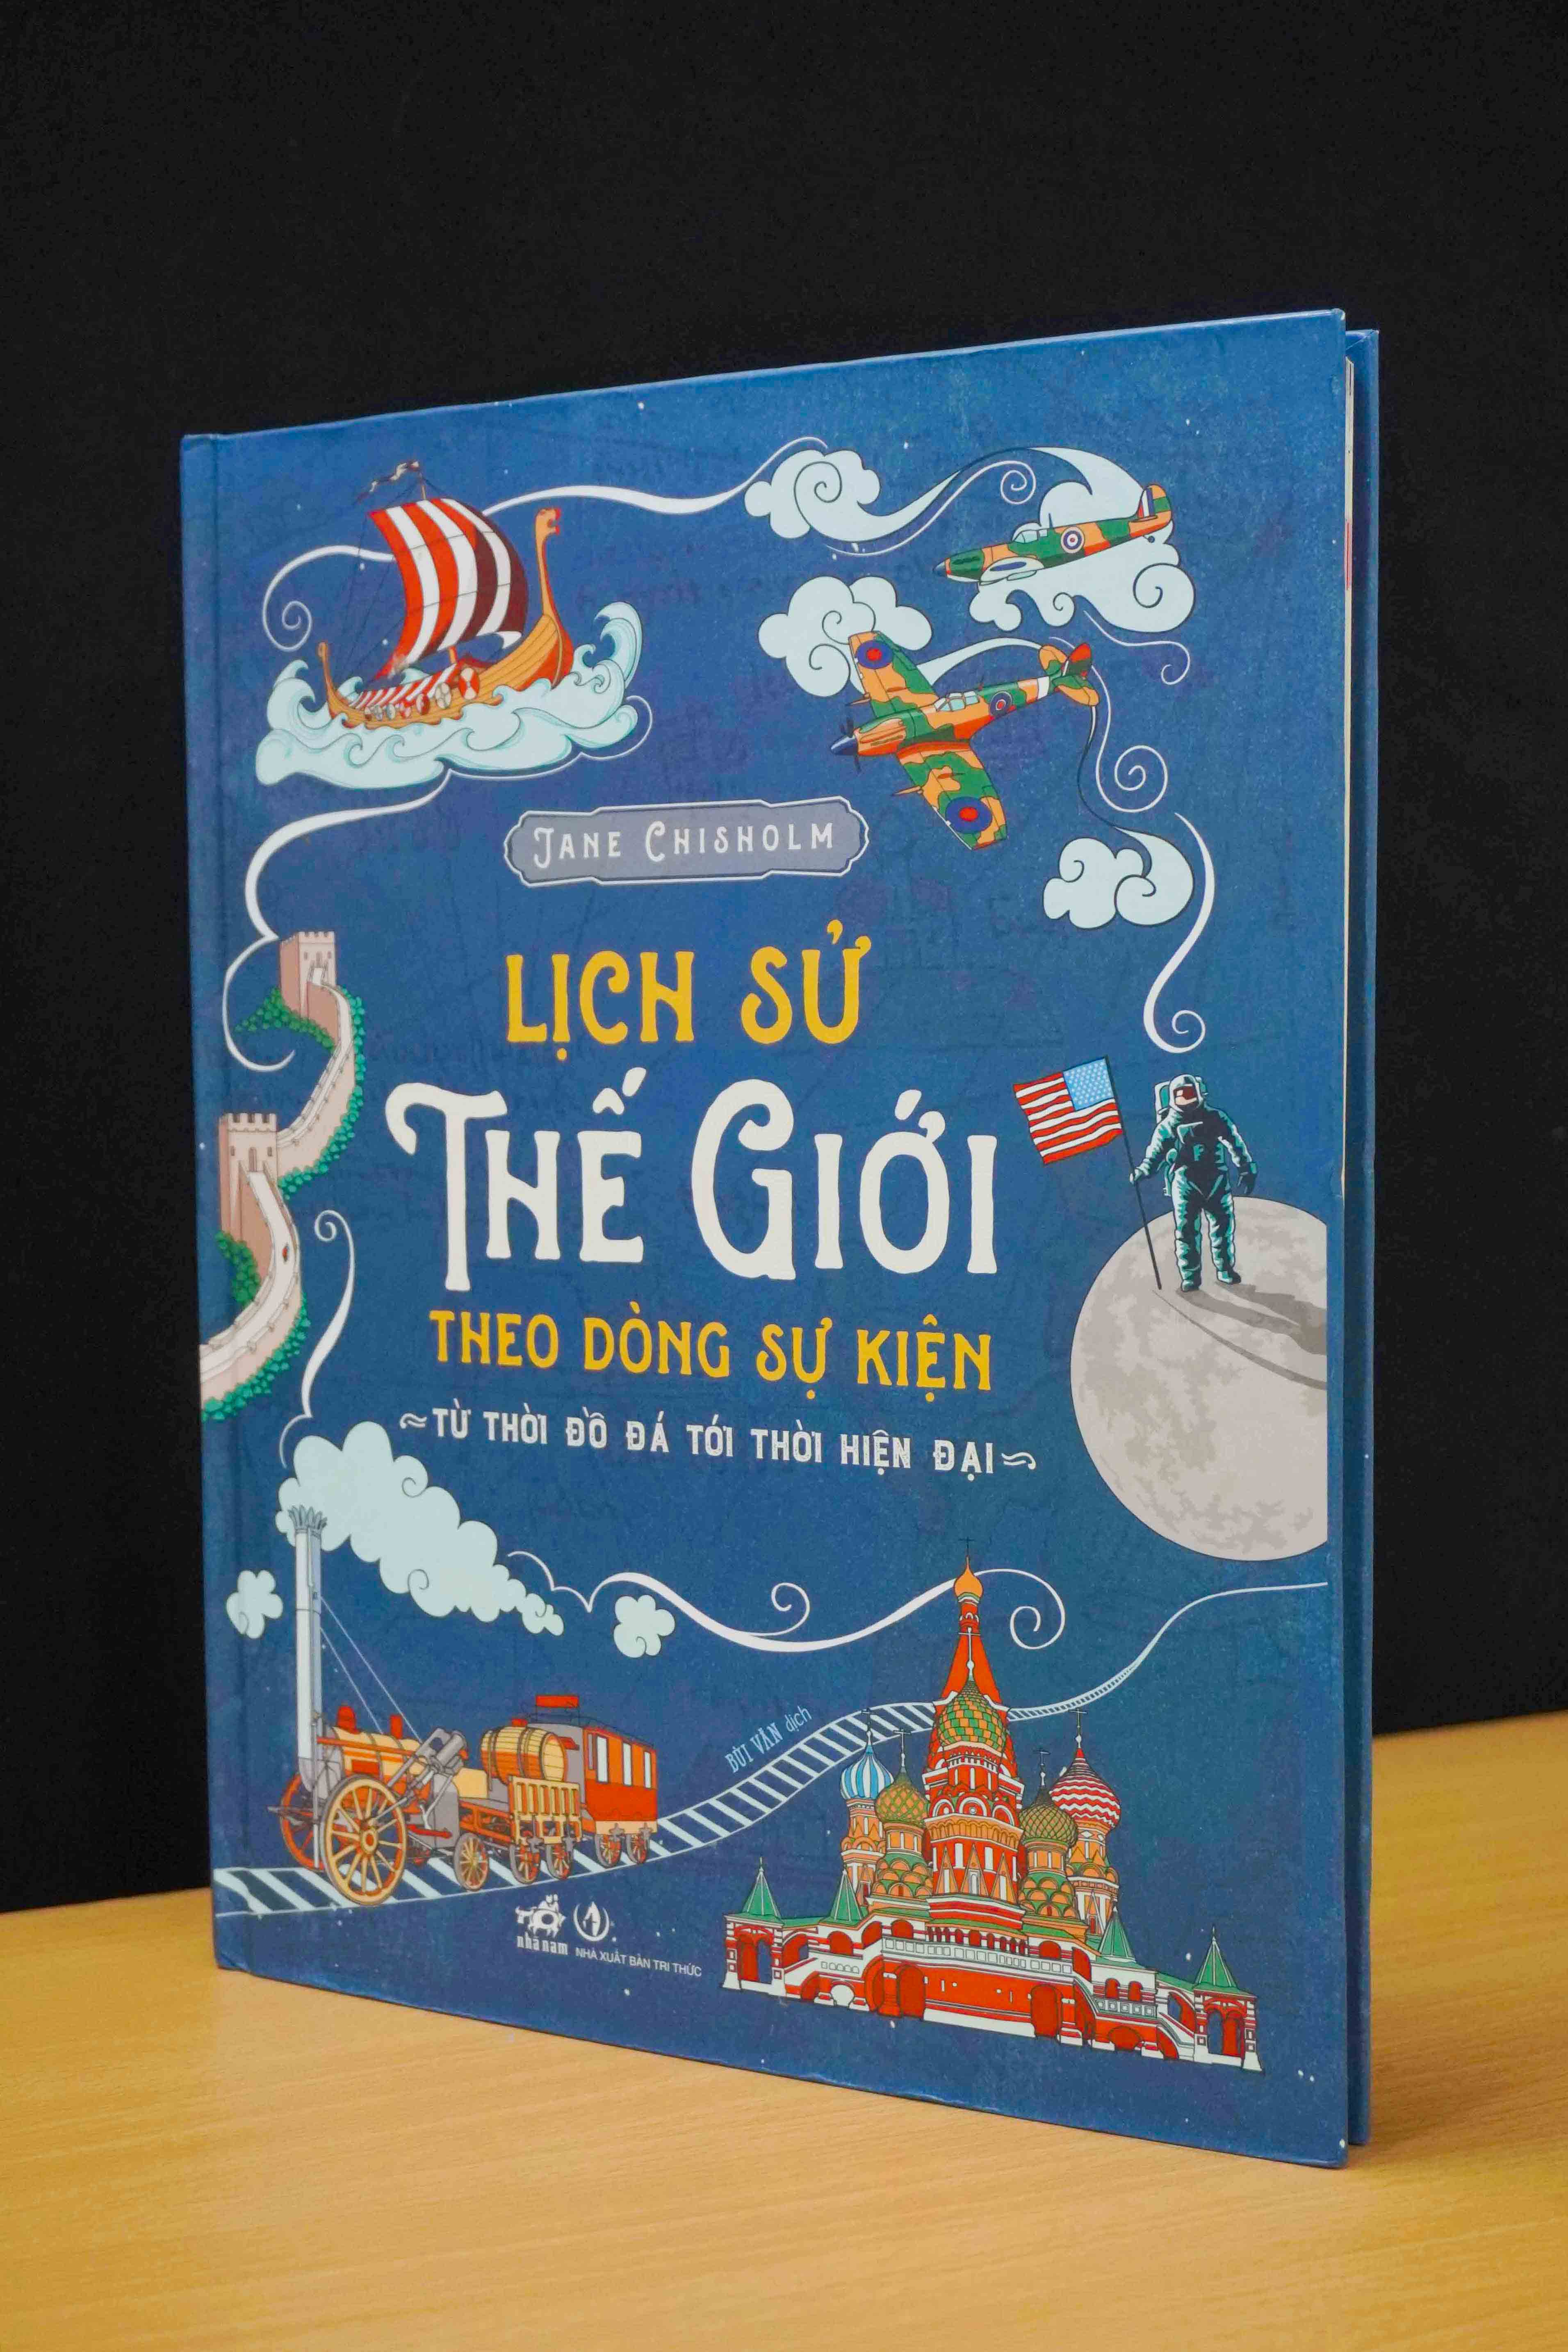 JANE CHISHOLM
LỊCH SỬ
THẾ GIỚI
THEO DÒNG SỰ KIỆN
TỪ THỜI ĐỒ ĐÁ TỚI THỜI HIỆN ĐẠI
BÙI VĂN dịch
nhã nam
NHÀ XUẤT BẢN TRI THỨC